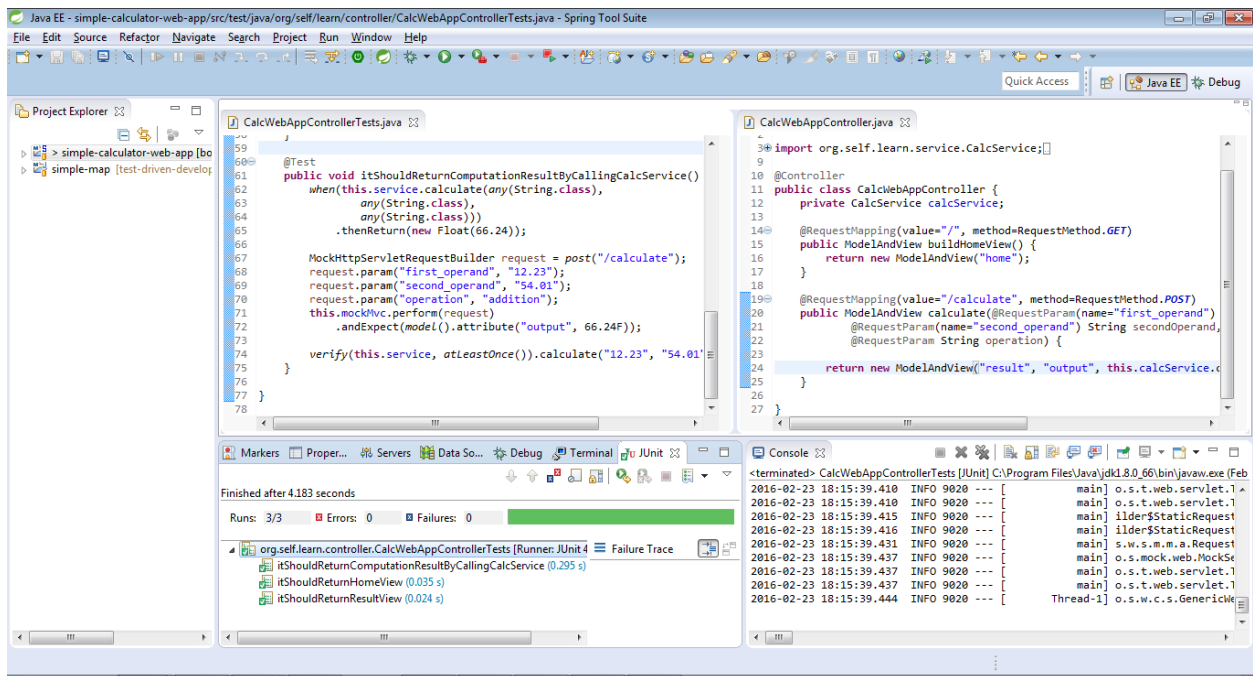 Java EE - simple-calculator-web-app/src/test/java/org/self/learn/controller/CalcWebAppControllerTests.java - Spring Tool Suite
File Edit Source Refactor Navigate Search Project Run Window Help
Quick Access Java EE Debug
Project Explorer
> simple-calculator-web-app [bo
simple-map [test-driven-develop
CalcWebAppControllerTests.java
58 }
59
60 @Test
61 public void itShouldReturnComputationResultByCallingCalcService()
62 when(this.service.calculate(any(String.class),
63 any(String.class),
64 any(String.class)))
65 .thenReturn(new Float(66.24));
66
67 MockHttpServletRequestBuilder request = post("/calculate");
68 request.param("first_operand", "12.23");
69 request.param("second_operand", "54.01");
70 request.param("operation", "addition");
71 this.mockMvc.perform(request)
72 .andExpect(model().attribute("output", 66.24F));
73
74 verify(this.service, atLeastOnce()).calculate("12.23", "54.01"
75 }
76
77 }
78
CalcWebAppController.java
2
3 import org.self.learn.service.CalcService;
9
10 @Controller
11 public class CalcWebAppController {
12 private CalcService calcService;
13
14 @RequestMapping(value="/", method=RequestMethod.GET)
15 public ModelAndView buildHomeView() {
16 return new ModelAndView("home");
17 }
18
19 @RequestMapping(value="/calculate", method=RequestMethod.POST)
20 public ModelAndView calculate(@RequestParam(name="first_operand")
21 @RequestParam(name="second_operand") String secondOperand,
22 @RequestParam String operation) {
23
24 return new ModelAndView("result", "output", this.calcService.c
25 }
26
27 }
Markers Proper... Servers Data So... Debug Terminal JUnit
Finished after 4.183 seconds
Runs: 3/3 Errors: 0 Failures: 0
org.self.learn.controller.CalcWebAppControllerTests [Runner: JUnit 4 Failure Trace
itShouldReturnComputationResultByCallingCalcService (0.295 s)
itShouldReturnHomeView (0.035 s)
itShouldReturnResultView (0.024 s)
Console
<terminated> CalcWebAppControllerTests [JUnit] C:\Program Files\Java\jdk1.8.0_66\bin\javaw.exe (Feb
2016-02-23 18:15:39.410 INFO 9020 --- [ main] o.s.t.web.servlet.T
2016-02-23 18:15:39.410 INFO 9020 --- [ main] o.s.t.web.servlet.T
2016-02-23 18:15:39.415 INFO 9020 --- [ main] ilder$StaticRequest
2016-02-23 18:15:39.416 INFO 9020 --- [ main] ilder$StaticRequest
2016-02-23 18:15:39.431 INFO 9020 --- [ main] s.w.s.m.m.a.Request
2016-02-23 18:15:39.437 INFO 9020 --- [ main] o.s.mock.web.MockSe
2016-02-23 18:15:39.437 INFO 9020 --- [ main] o.s.t.web.servlet.T
2016-02-23 18:15:39.437 INFO 9020 --- [ main] o.s.t.web.servlet.T
2016-02-23 18:15:39.444 INFO 9020 --- [ Thread-1] o.s.w.c.s.GenericWe